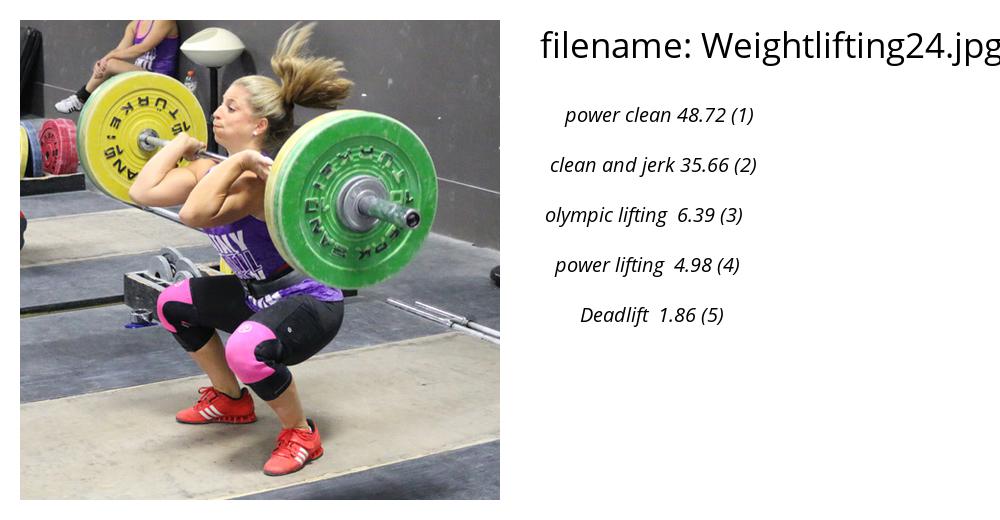 filename: Weightlifting24.jpg
power clean 48.72 (1)
clean and jerk 35.66 (2)
olympic lifting 6.39 (3)
power lifting 4.98 (4)
Deadlift 1.86 (5)